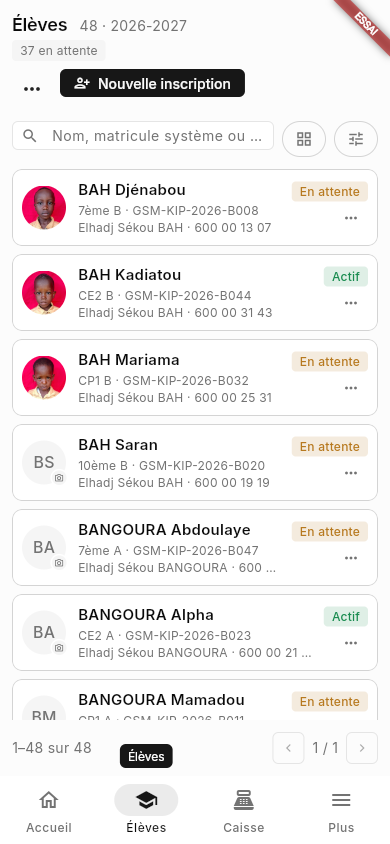 Élèves 48 · 2026-2027
ESSAI
37 en attente
Nouvelle inscription
Nom, matricule système ou ...
BAH Djénabou
En attente
7ème B · GSM-KIP-2026-B008
Elhadj Sékou BAH · 600 00 13 07
BAH Kadiatou
Actif
CE2 B · GSM-KIP-2026-B044
Elhadj Sékou BAH · 600 00 31 43
BAH Mariama
En attente
CP1 B · GSM-KIP-2026-B032
Elhadj Sékou BAH · 600 00 25 31
BS
BAH Saran
En attente
10ème B · GSM-KIP-2026-B020
Elhadj Sékou BAH · 600 00 19 19
BA
BANGOURA Abdoulaye
En attente
7ème A · GSM-KIP-2026-B047
Elhadj Sékou BANGOURA · 600 ...
BA
BANGOURA Alpha
Actif
CE2 A · GSM-KIP-2026-B023
Elhadj Sékou BANGOURA · 600 00 21 ...
BM
BANGOURA Mamadou
En attente
CP1 A · GSM-KIP-2026-B011
1–48 sur 48
1 / 1
Élèves
Accueil
Élèves
Caisse
Plus